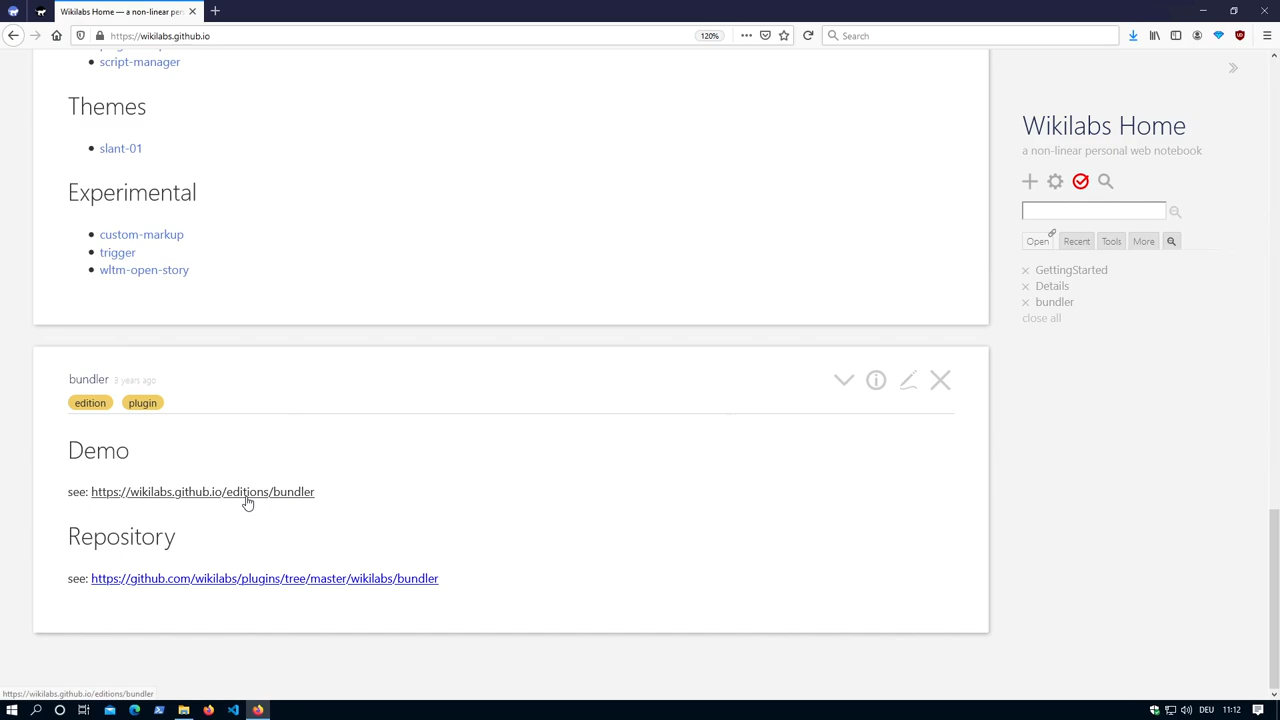 Wikilabs Home — a non-linear pers
https://wikilabs.github.io
120%
Search
script-manager
Themes
slant-01
Experimental
custom-markup
trigger
wltm-open-story
bundler 3 years ago
edition plugin
Demo
see: https://wikilabs.github.io/editions/bundler
Repository
see: https://github.com/wikilabs/plugins/tree/master/wikilabs/bundler
Wikilabs Home
a non-linear personal web notebook
Open Recent Tools More
GettingStarted
Details
bundler
close all
https://wikilabs.github.io/editions/bundler
DEU 11:12